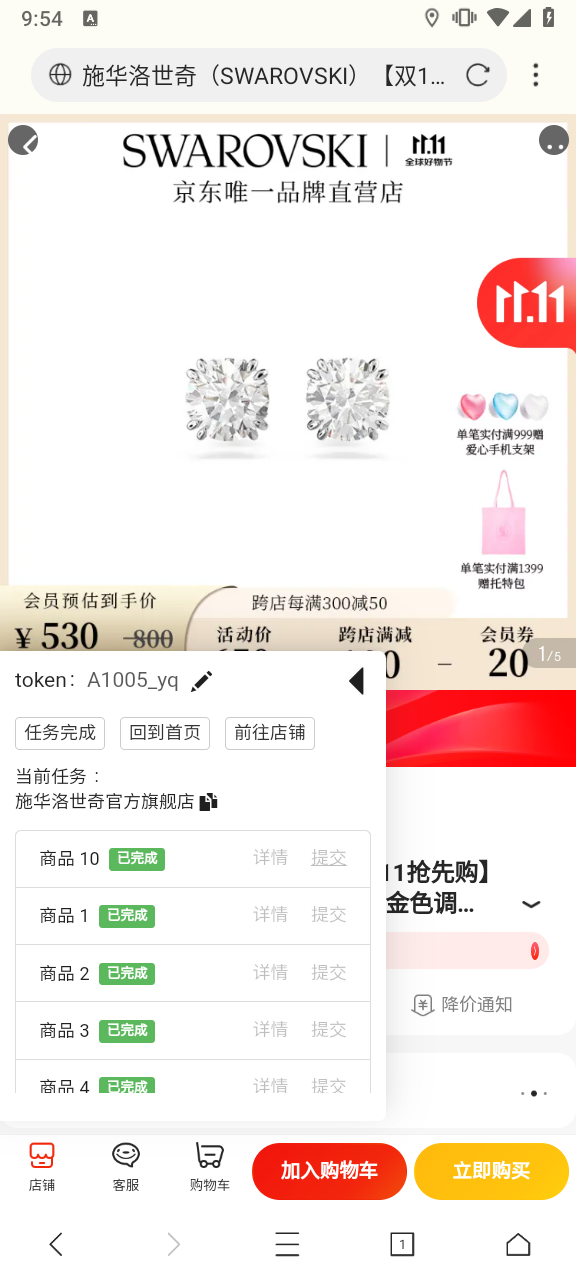 9:54 A
施华洛世奇（SWAROVSKI）【双1...
SWAROVSKI | 11.11 全球好物节
京东唯一品牌直营店
11.11
单笔实付满999赠
爱心手机支架
单笔实付满1399
赠托特包
会员预估到手价
¥ 530 800
跨店每满300减50
活动价 跨店满减 会员券
20
1/5
token: A1005_yq
任务完成 回到首页 前往店铺
当前任务：
施华洛世奇官方旗舰店
商品 10 已完成 详情 提交
商品 1 已完成 详情 提交
商品 2 已完成 详情 提交
商品 3 已完成 详情 提交
商品 4 已完成 详情 提交
11抢先购】
金色调...
降价通知
店铺 客服 购物车 加入购物车 立即购买
1